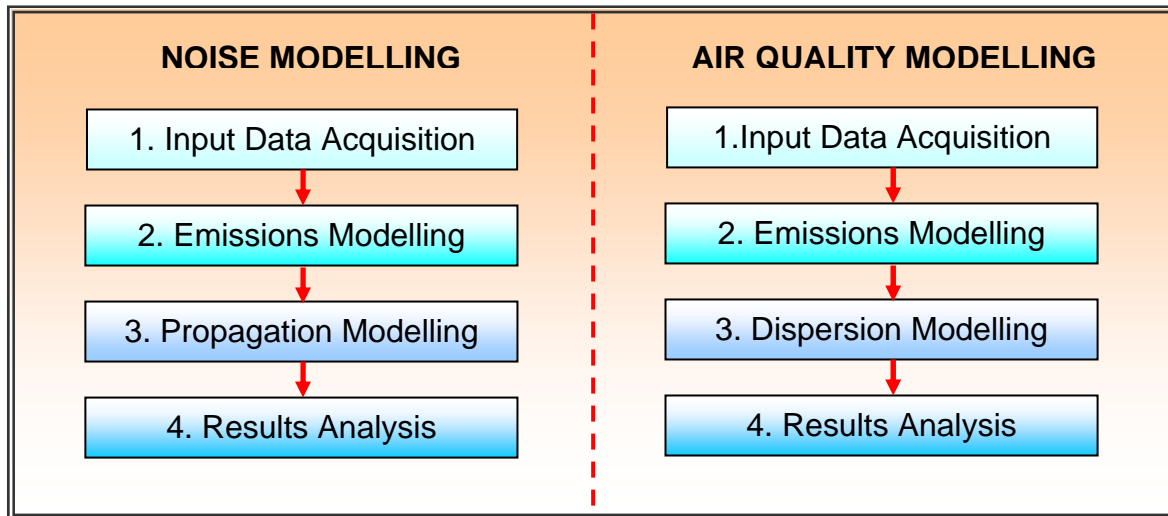 NOISE MODELLING
1. Input Data Acquisition
2. Emissions Modelling
3. Propagation Modelling
4. Results Analysis
AIR QUALITY MODELLING
1.Input Data Acquisition
2. Emissions Modelling
3. Dispersion Modelling
4. Results Analysis